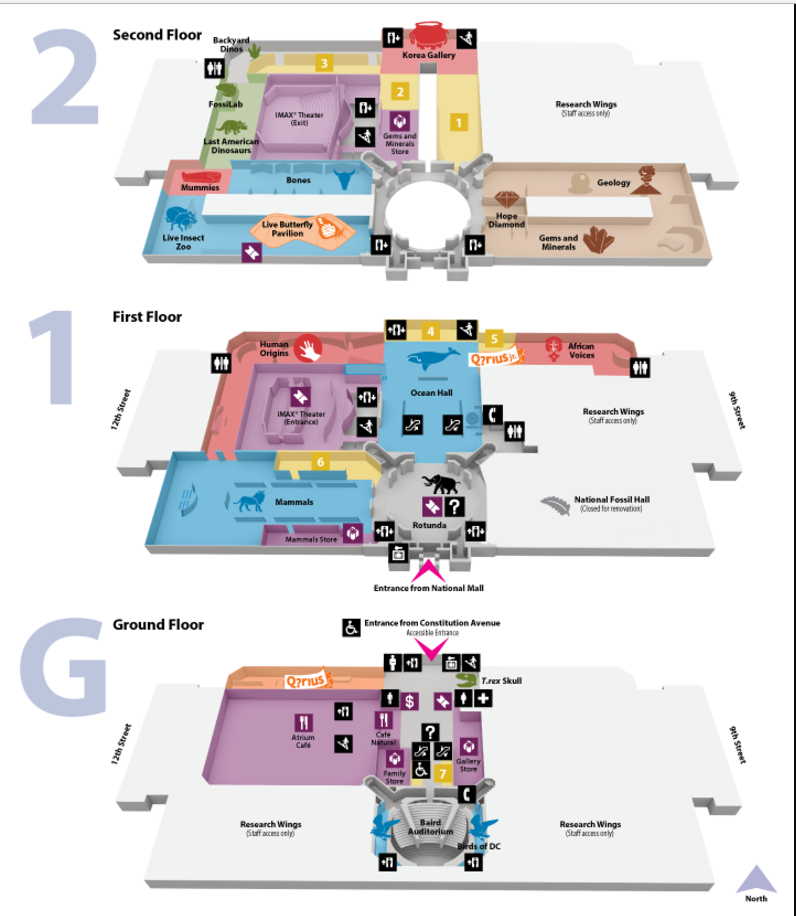 2
Second Floor
Backyard
Dinos
3
Korea Gallery
FossiLab
IMAX® Theater
(Exit)
2
1
Research Wings
(Staff access only)
Last American
Dinosaurs
Gems and
Minerals
Store
Mummies
Bones
Geology
Hope
Diamond
Live Butterfly
Pavilion
Live Insect
Zoo
Gems and
Minerals
1
First Floor
4
5
Human
Origins
Q?rius jr.
African
Voices
12th Street
IMAX® Theater
(Entrance)
Ocean Hall
Research Wings
(Staff access only)
9th Street
6
Mammals
?
Rotunda
National Fossil Hall
(Closed for renovation)
Mammals Store
Entrance from National Mall
G
Ground Floor
Entrance from Constitution Avenue
Accessible Entrance
Q?rius
T.rex Skull
$
12th Street
Atrium
Café
Cafe
Natural
?
9th Street
Family
Store
7
Gallery
Store
Research Wings
(Staff access only)
Baird
Auditorium
Birds of DC
Research Wings
(Staff access only)
North